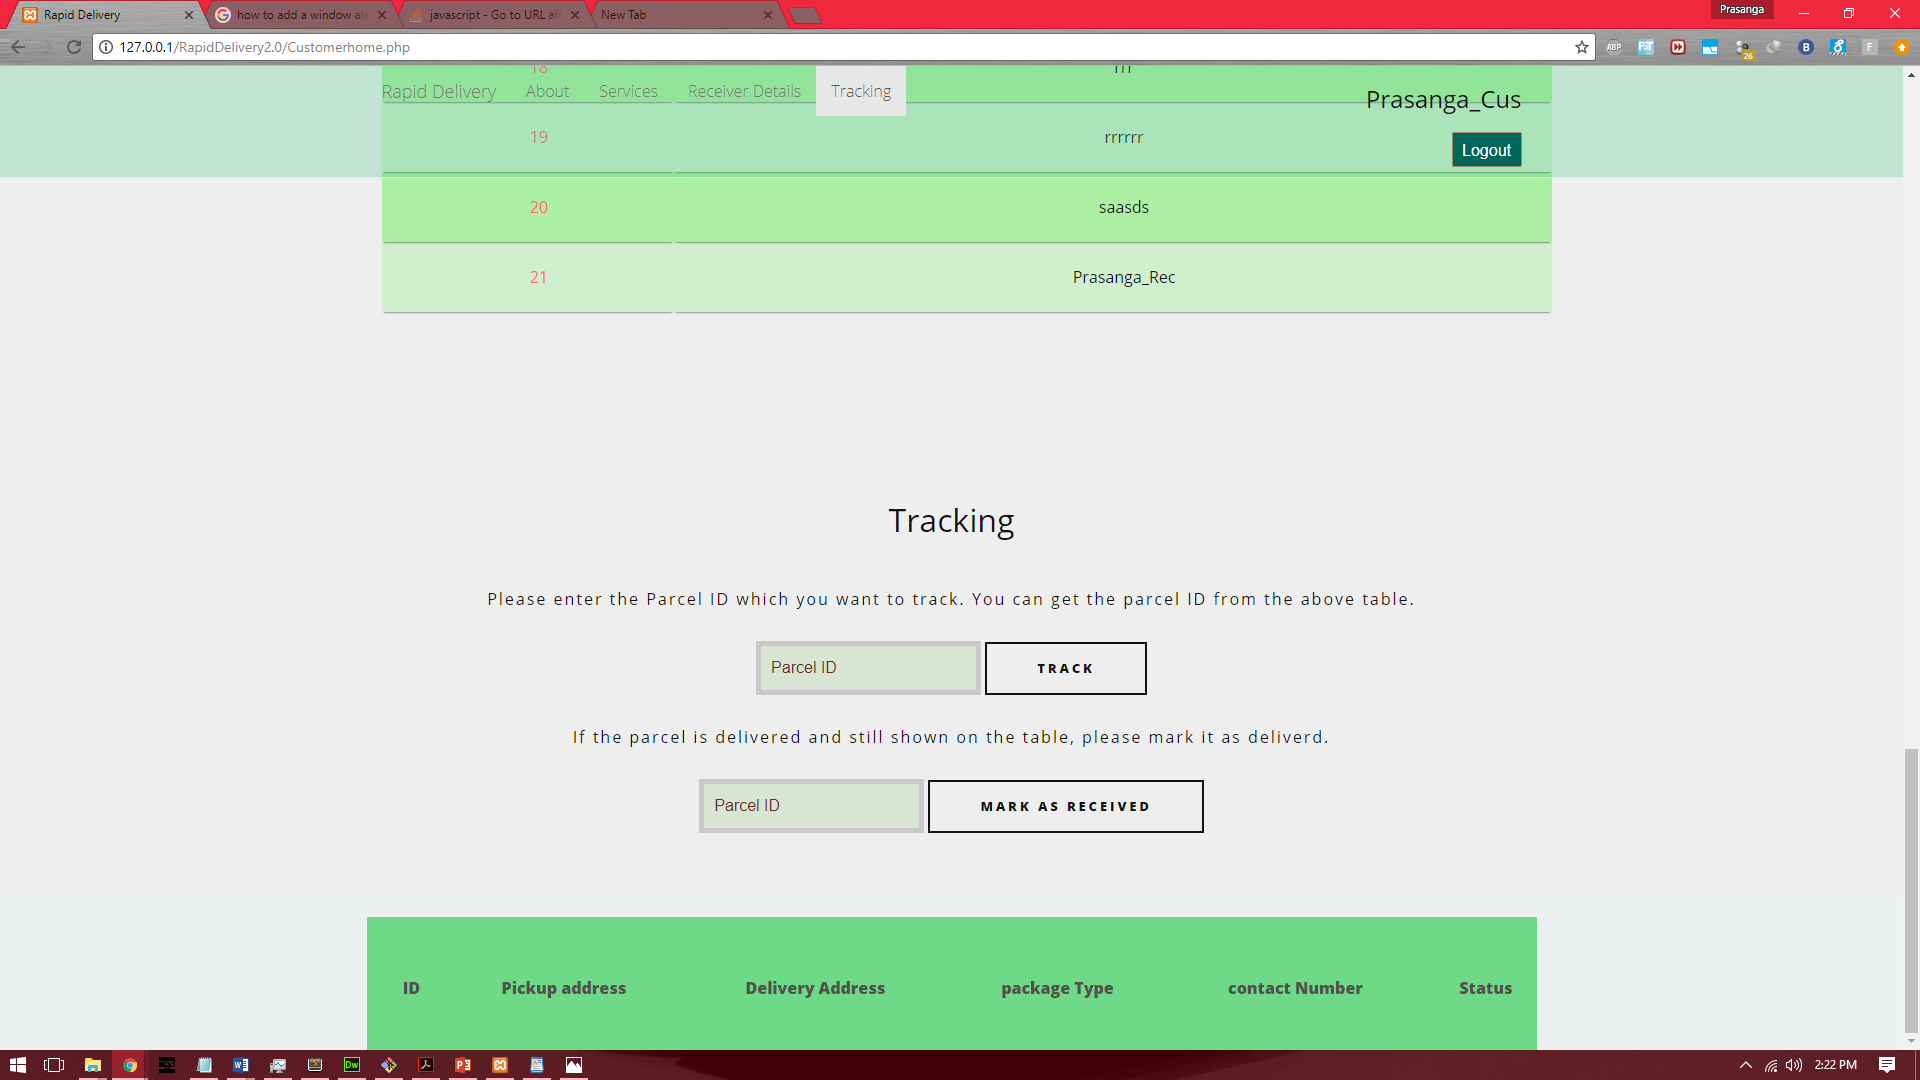 Prasanga
Rapid Delivery
how to add a window al
javascript - Go to URL af
New Tab
127.0.0.1/RapidDelivery2.0/Customerhome.php
ABP
26
B
F
18
Rapid Delivery About Services Receiver Details Tracking
Prasanga_Cus
19 rrrrrr
Logout
20 saasds
21 Prasanga_Rec
Tracking
Please enter the Parcel ID which you want to track. You can get the parcel ID from the above table.
Parcel ID TRACK
If the parcel is delivered and still shown on the table, please mark it as deliverd.
Parcel ID MARK AS RECEIVED
ID Pickup address Delivery Address package Type contact Number Status
Dw
2:22 PM